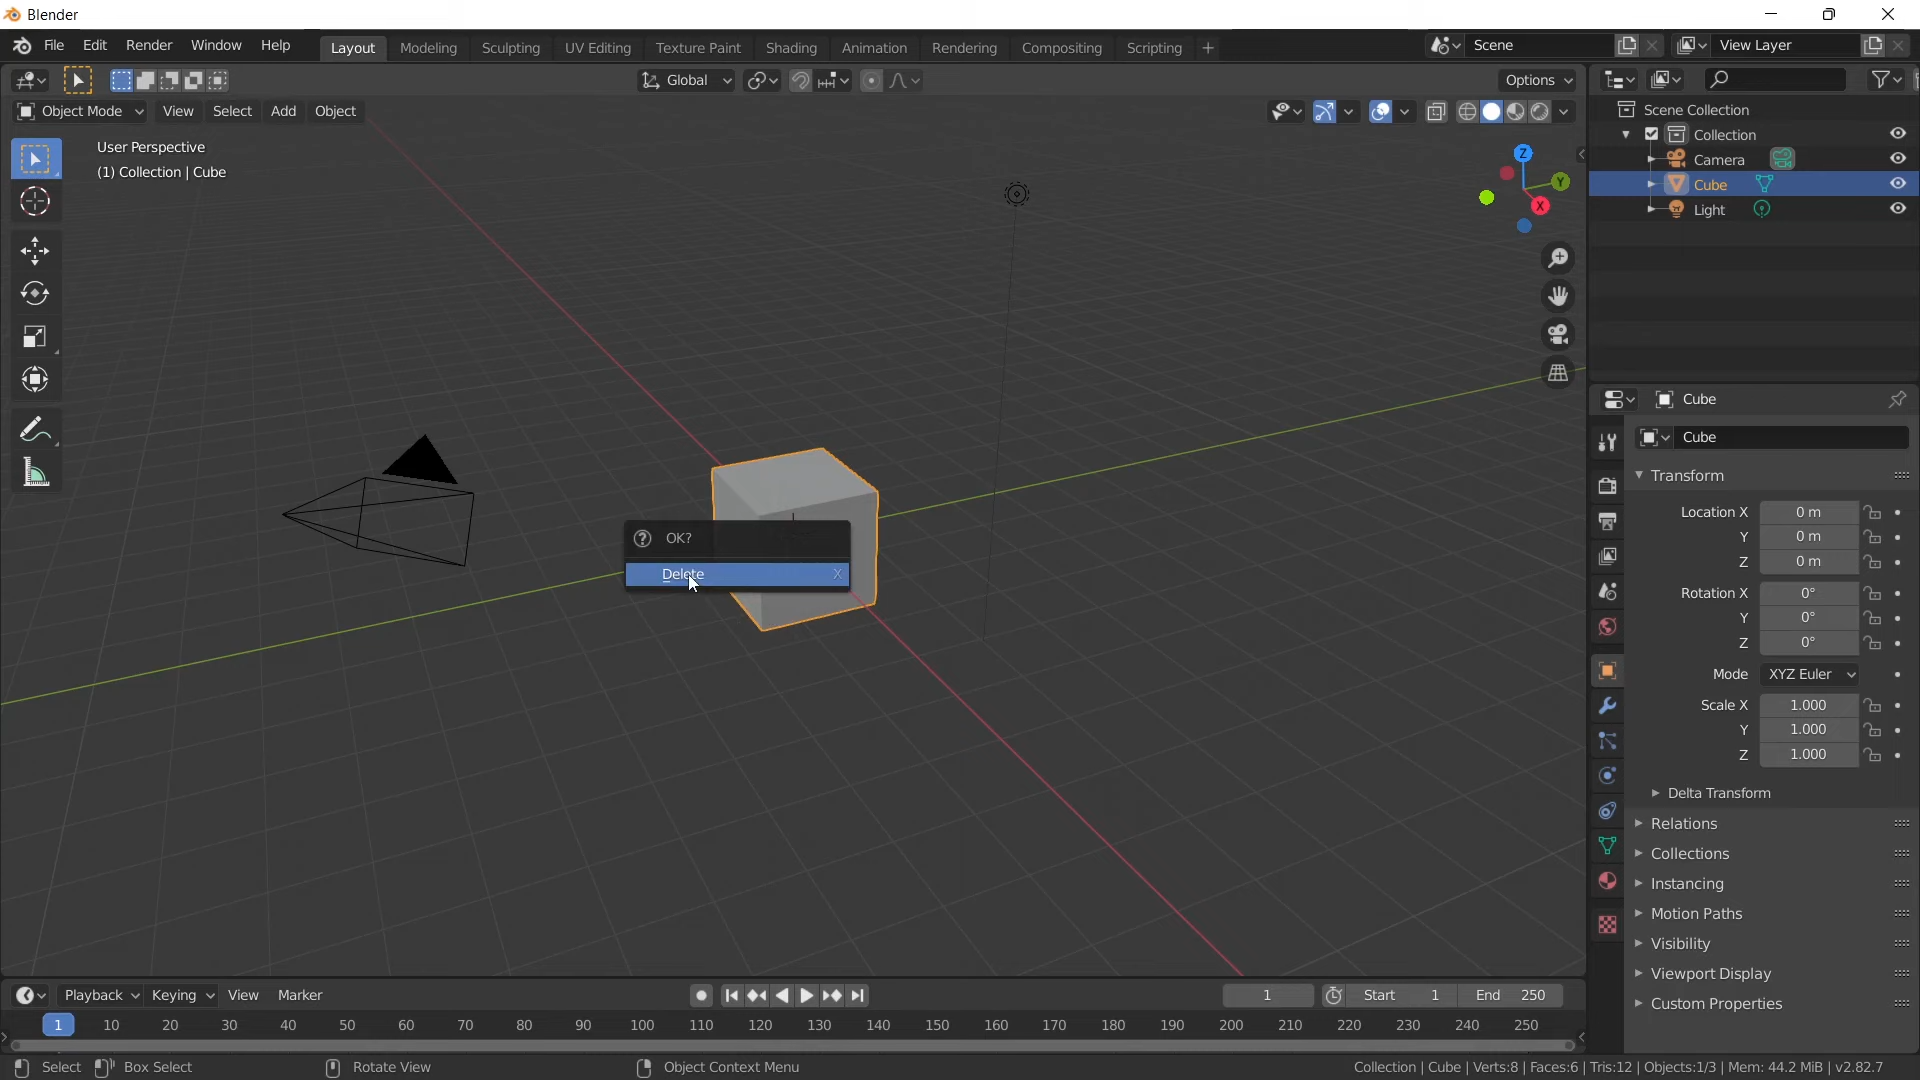 Blender
File Edit Render Window Help Layout Modeling Sculpting UV Editing Texture Paint Shading Animation Rendering Compositing Scripting + Scene View Layer
Global Options
Object Mode View Select Add Object
User Perspective
(1) Collection | Cube
Z
Y
X
OK?
Delete X
Scene Collection
Collection
Camera
Cube
Light
Cube
Cube
Transform
Location X 0 m
Y 0 m
Z 0 m
Rotation X 0°
Y 0°
Z 0°
Mode XYZ Euler
Scale X 1.000
Y 1.000
Z 1.000
Delta Transform
Relations
Collections
Instancing
Motion Paths
Visibility
Viewport Display
Custom Properties
Playback Keying View Marker 1 Start 1 End 250
1 10 20 30 40 50 60 70 80 90 100 110 120 130 140 150 160 170 180 190 200 210 220 230 240 250
Select Box Select Rotate View Object Context Menu Collection | Cube | Verts:8 | Faces:6 | Tris:12 | Objects:1/3 | Mem: 44.2 MiB | v2.82.7